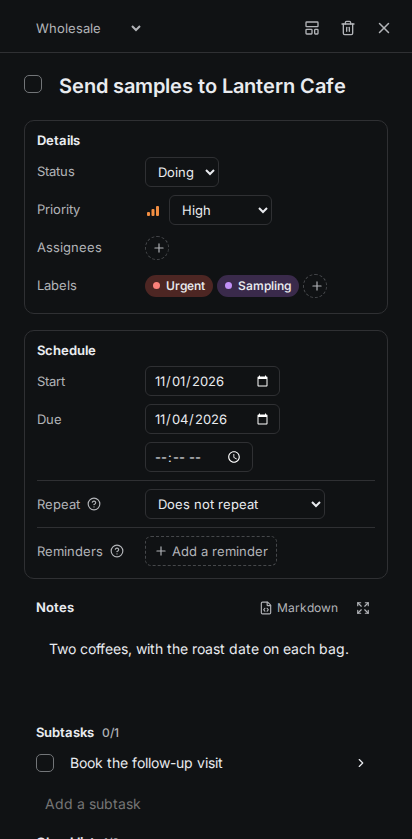 Wholesale
Send samples to Lantern Cafe
Details
Status Doing
Priority High
Assignees
Labels Urgent Sampling
Schedule
Start 11/01/2026
Due 11/04/2026
--:-- --
Repeat Does not repeat
Reminders Add a reminder
Notes Markdown
Two coffees, with the roast date on each bag.
Subtasks 0/1
Book the follow-up visit
Add a subtask